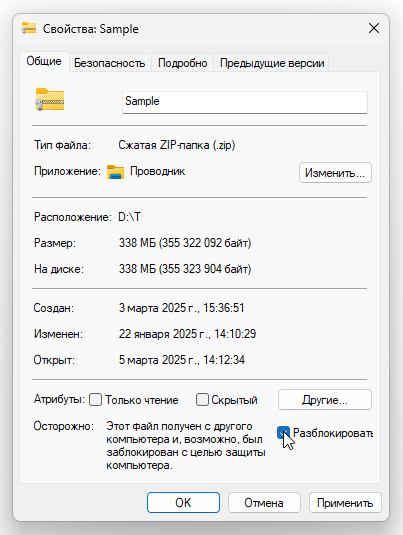 Свойства: Sample
Общие Безопасность Подробно Предыдущие версии
Sample
Тип файла: Сжатая ZIP-папка (.zip)
Приложение: Проводник Изменить...
Расположение: D:\T
Размер: 338 МБ (355 322 092 байт)
На диске: 338 МБ (355 323 904 байт)
Создан: 3 марта 2025 г., 15:36:51
Изменен: 22 января 2025 г., 14:10:29
Открыт: 5 марта 2025 г., 14:12:34
Атрибуты: Только чтение Скрытый Другие...
Осторожно: Этот файл получен с другого
компьютера и, возможно, был Разблокировать
заблокирован с целью защиты
компьютера.
OK Отмена Применить